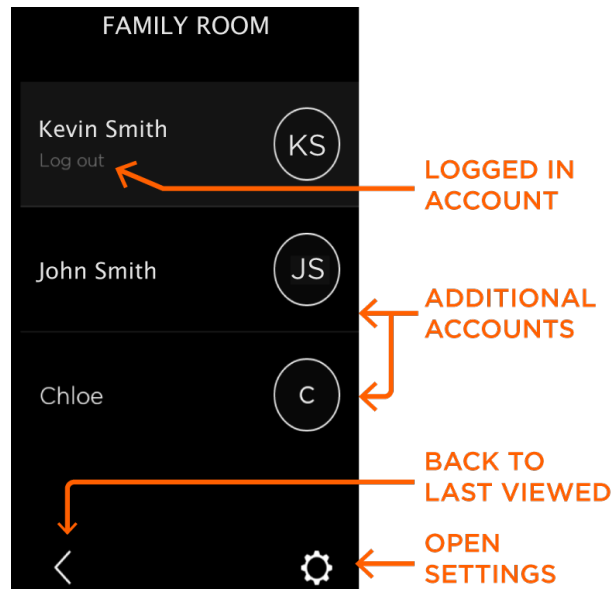 FAMILY ROOM
Kevin Smith
KS
Log out
LOGGED IN
ACCOUNT
John Smith
JS
ADDITIONAL
ACCOUNTS
Chloe
C
BACK TO
LAST VIEWED
OPEN
SETTINGS